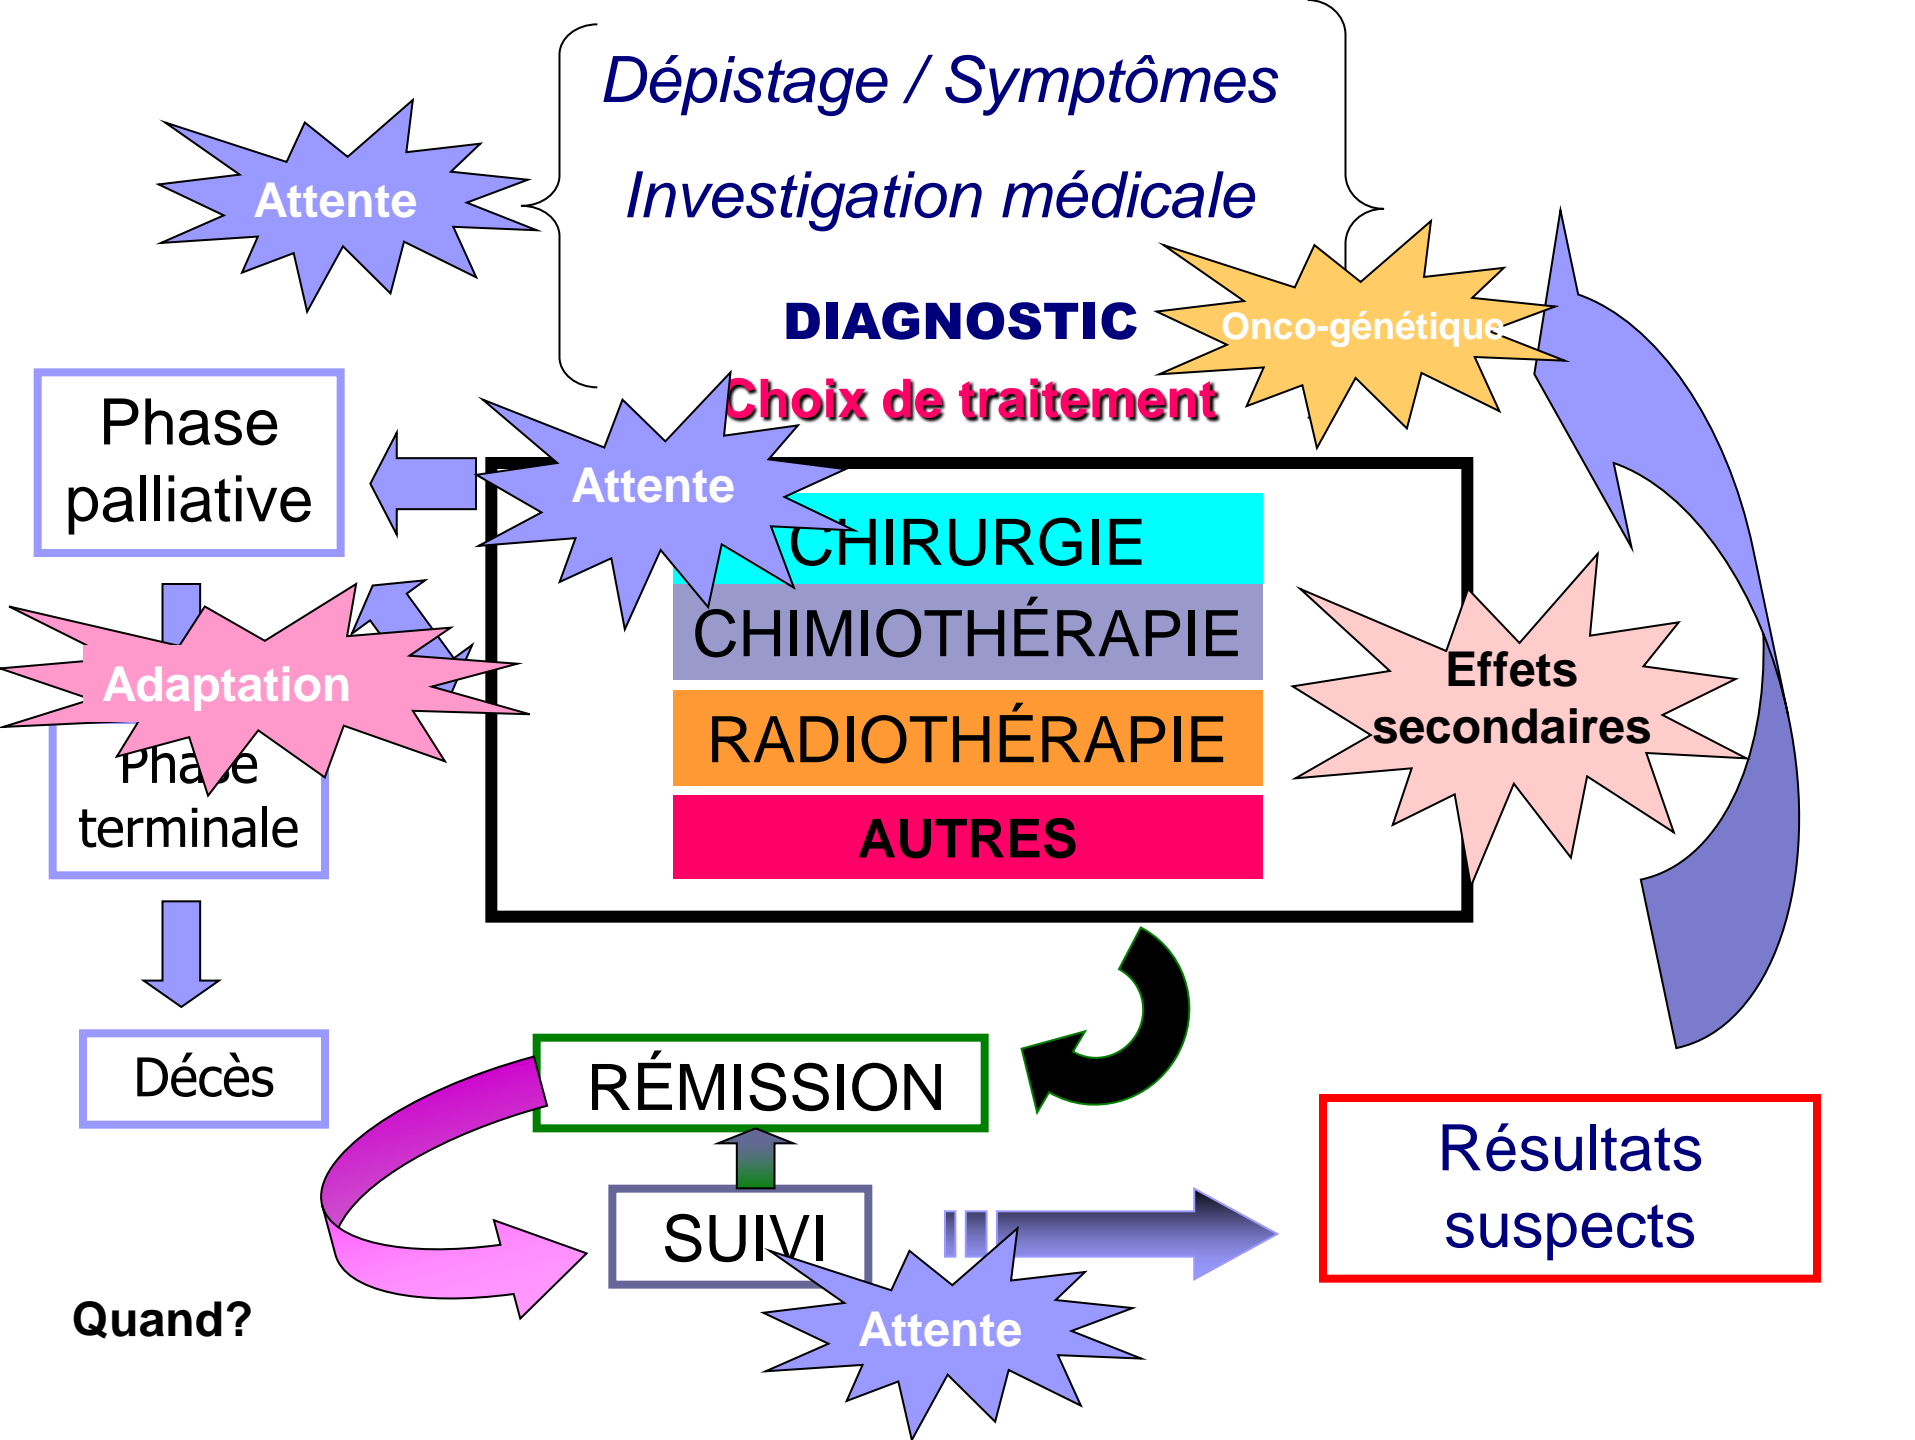 Dépistage / Symptômes
Attente
Investigation médicale
DIAGNOSTIC
Onco-génétique
Choix de traitement
Phase
palliative
Attente
CHIRURGIE
CHIMIOTHÉRAPIE
Effets
secondaires
Adaptation
RADIOTHÉRAPIE
Phase
terminale
AUTRES
Décès
RÉMISSION
Résultats
suspects
SUIVI
Quand?
Attente